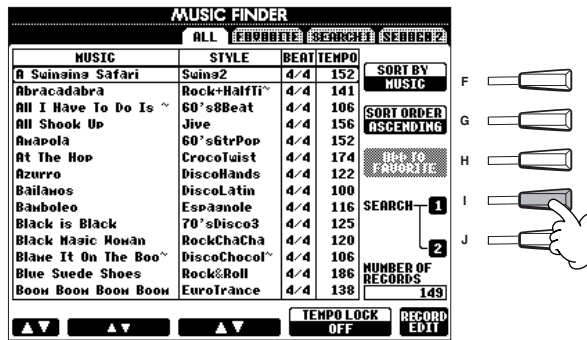 MUSIC FINDER
ALL FAVORITE SEARCH1 SEARCH2
MUSIC STYLE BEAT TEMPO
A Swinging Safari Swing2 4/4 152
Abracadabra Rock+HalfTi~ 4/4 141
All I Have To Do Is ~ 60's8Beat 4/4 106
All Shook Up Jive 4/4 156
Amapola 60'sGtrPop 4/4 152
At The Hop CrocoTwist 4/4 174
Azurro DiscoHands 4/4 122
Bailamos DiscoLatin 4/4 100
Bamboleo Espagnole 4/4 116
Black is Black 70'sDisco3 4/4 125
Black Magic Woman RockChaCha 4/4 120
Blame It On The Boo~ DiscoChocol~ 4/4 106
Blue Suede Shoes Rock&Roll 4/4 186
Boom Boom Boom Boom EuroTrance 4/4 138
SORT BY
MUSIC
SORT ORDER
ASCENDING
ADD TO
FAVORITE
SEARCH 1
2
NUMBER OF
RECORDS
149
TEMPO LOCK
OFF
RECORD
EDIT
F
G
H
I
J